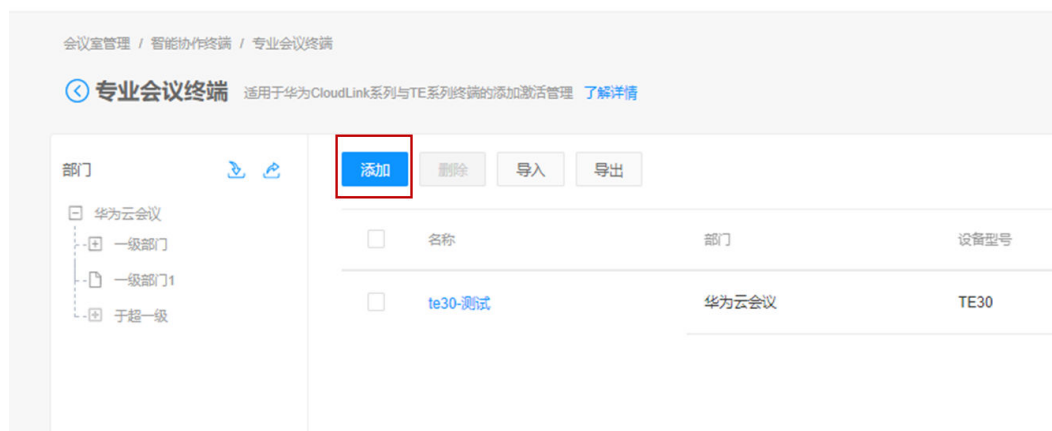 会议室管理 / 智能协作终端 / 专业会议终端
专业会议终端 适用于华为CloudLink系列与TE系列终端的添加激活管理 了解详情
部门
添加 删除 导入 导出
华为云会议
一级部门
一级部门1
于超一级
名称 部门 设备型号
te30-测试 华为云会议 TE30